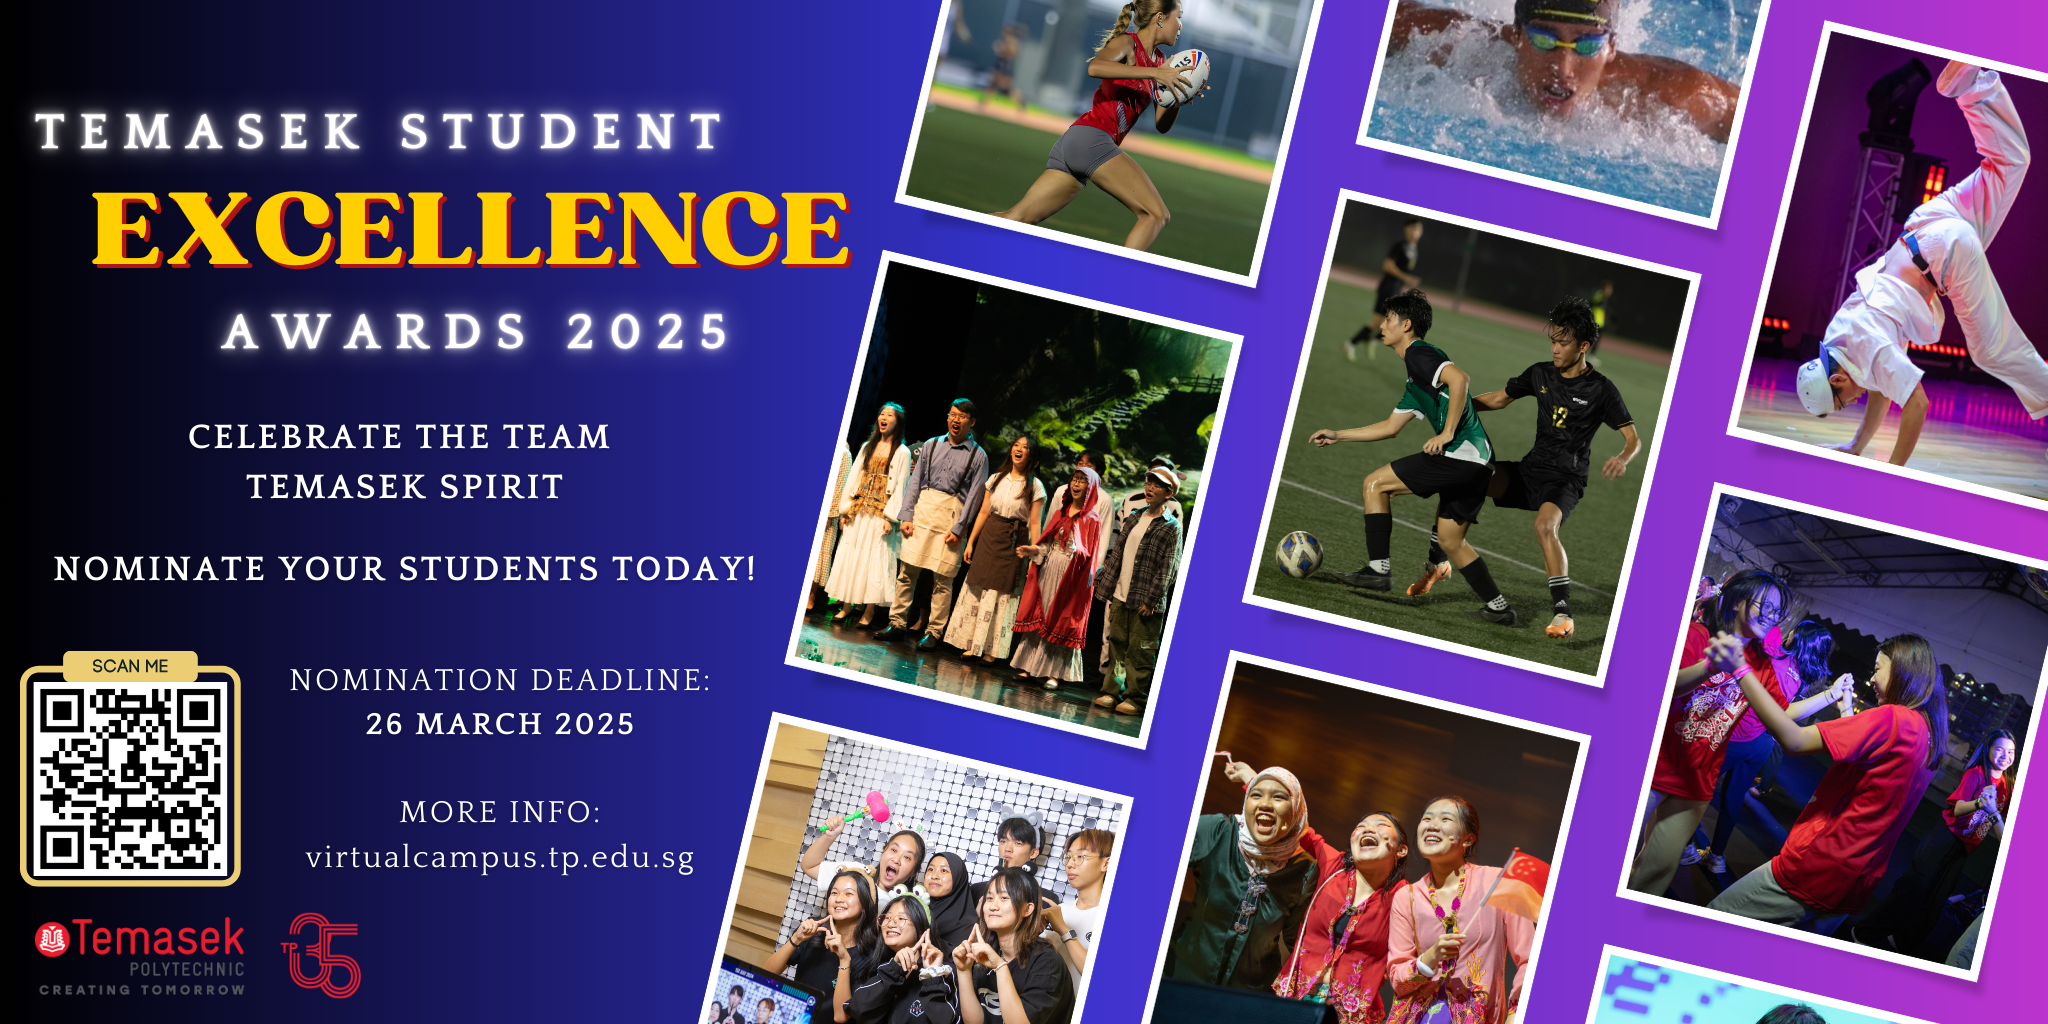 TEMASEK STUDENT
EXCELLENCE
AWARDS 2025
CELEBRATE THE TEAM
TEMASEK SPIRIT
NOMINATE YOUR STUDENTS TODAY!
SCAN ME
NOMINATION DEADLINE:
26 MARCH 2025
MORE INFO:
virtualcampus.tp.edu.sg
Temasek
POLYTECHNIC
CREATING TOMORROW
TP 35
12